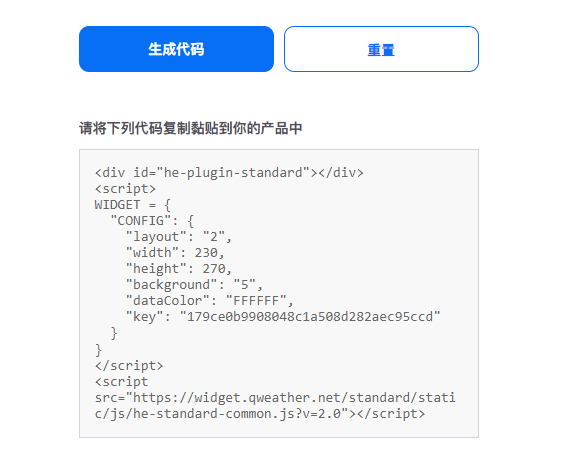 生成代码
重置
请将下列代码复制黏贴到你的产品中
<div id="he-plugin-standard"></div>
<script>
WIDGET = {
  "CONFIG": {
    "layout": "2",
    "width": 230,
    "height": 270,
    "background": "5",
    "dataColor": "FFFFFF",
    "key": "179ce0b9908048c1a508d282aec95ccd"
  }
}
</script>
<script
src="https://widget.qweather.net/standard/stati
c/js/he-standard-common.js?v=2.0"></script>